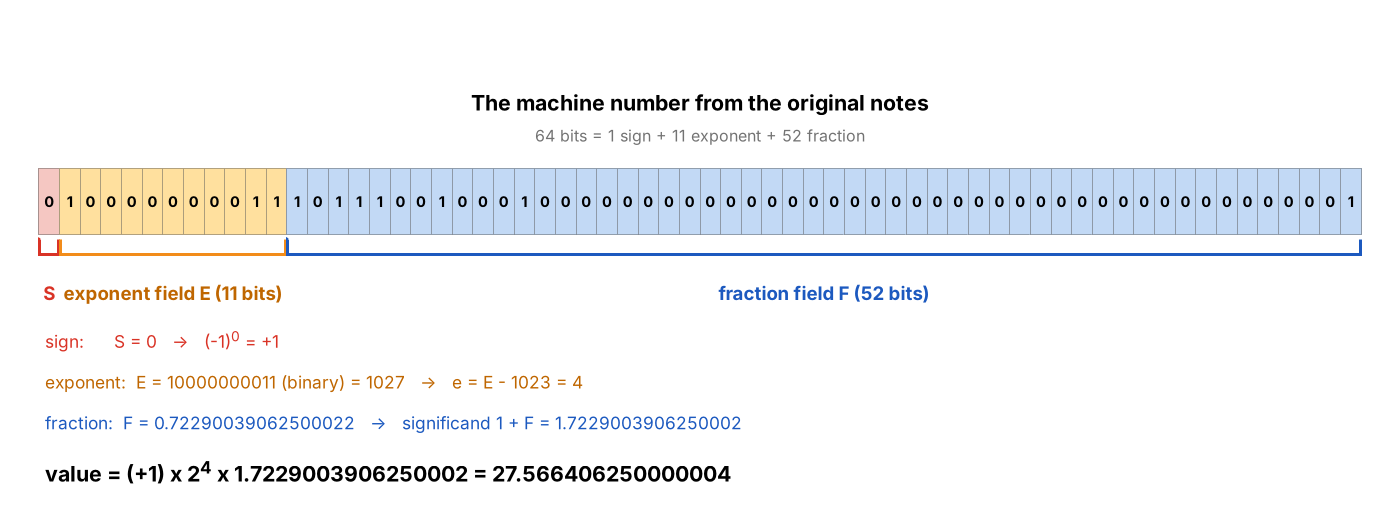 The machine number from the original notes
64 bits = 1 sign + 11 exponent + 52 fraction
0 1 0 0 0 0 0 0 0 0 1 1 1 0 1 1 1 0 0 1 0 0 0 1 0 0 0 0 0 0 0 0 0 0 0 0 0 0 0 0 0 0 0 0 0 0 0 0 0 0 0 0 0 0 0 0 0 0 0 0 0 0 0 1
S exponent field E (11 bits) fraction field F (52 bits)
sign: S = 0 → (-1)⁰ = +1
exponent: E = 10000000011 (binary) = 1027 → e = E - 1023 = 4
fraction: F = 0.72290039062500022 → significand 1 + F = 1.7229003906250002
value = (+1) x 2⁴ x 1.7229003906250002 = 27.566406250000004